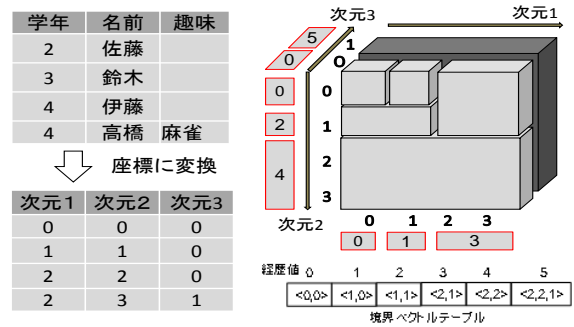 学年 名前 趣味
2 佐藤
3 鈴木
4 伊藤
4 高橋 麻雀
座標に変換
次元1 次元2 次元3
0 0 0
1 1 0
2 2 0
2 3 1
次元3
次元1
5
0
1
0
0
0
2
1
4
2
3
次元2
0 1 2 3
0 1 3
経歴値 0 1 2 3 4 5
<0,0> <1,0> <1,1> <2,1> <2,2> <2,2,1>
境界ベクトルテーブル